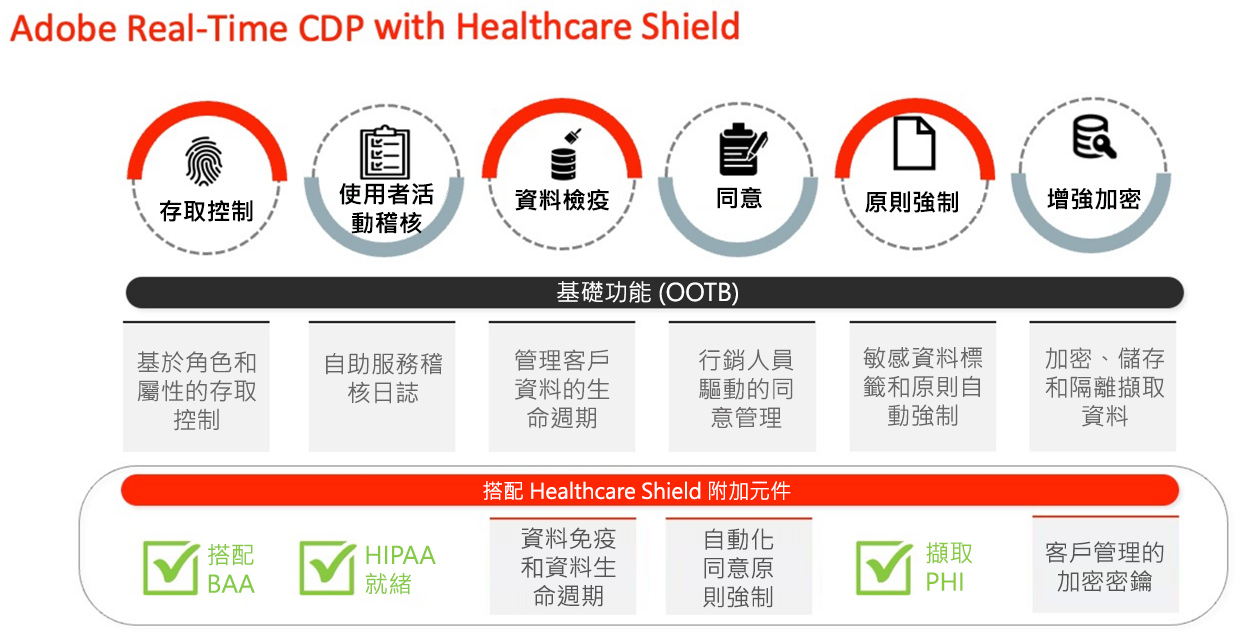 Adobe Real-Time CDP with Healthcare Shield
存取控制
使用者活
動稽核
資料檢疫
同意
原則強制
增強加密
基礎功能 (OOTB)
基於角色和
屬性的存取
控制
自助服務稽
核日誌
管理客戶
資料的生
命週期
行銷人員
驅動的同
意管理
敏感資料標
籤和原則自
動強制
加密、儲存
和隔離擷取
資料
搭配 Healthcare Shield 附加元件
搭配
BAA
HIPAA
就緒
資料免疫
和資料生
命週期
自動化
同意原
則強制
擷取
PHI
客戶管理的
加密密鑰